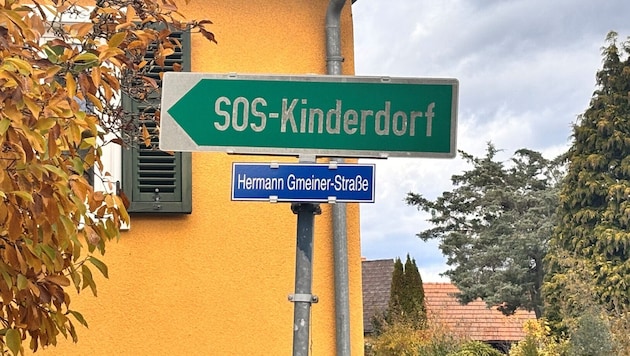 SOS-Kinderdorf
Hermann Gmeiner-Straße